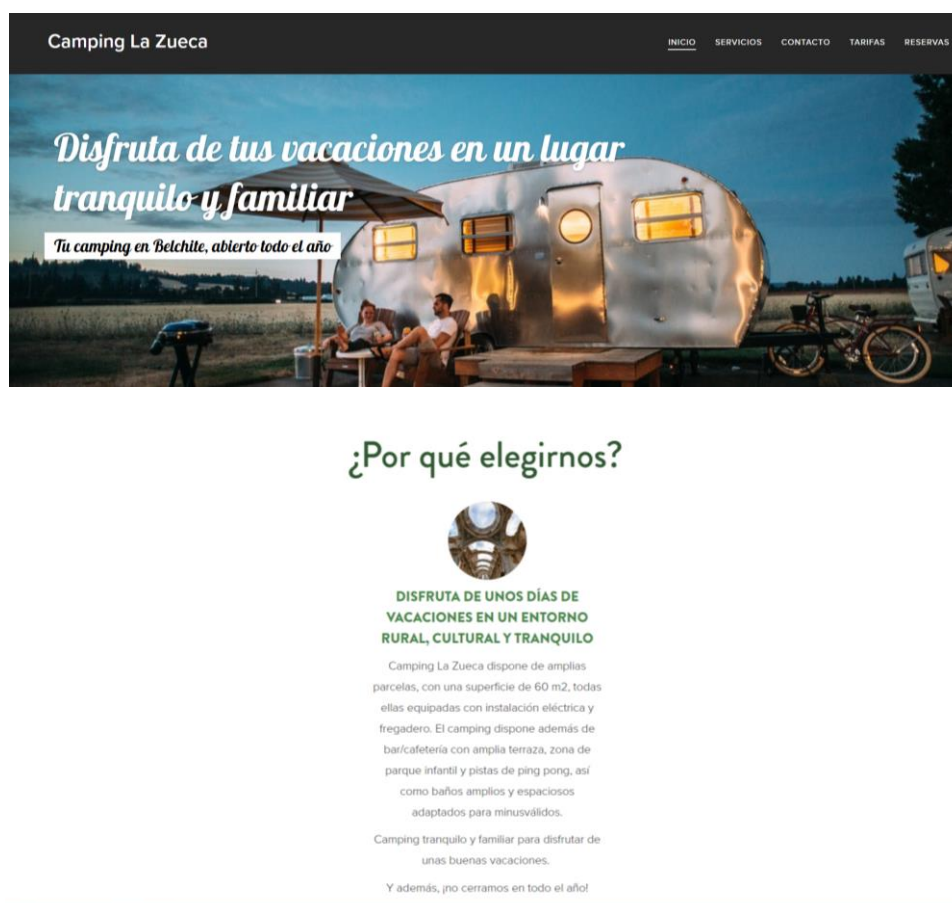 Camping La Zueca
INICIO SERVICIOS CONTACTO TARIFAS RESERVAS
Disfruta de tus vacaciones en un lugar
tranquilo y familiar
Tu camping en Belchite, abierto todo el año
¿Por qué elegirnos?
DISFRUTA DE UNOS DÍAS DE
VACACIONES EN UN ENTORNO
RURAL, CULTURAL Y TRANQUILO
Camping La Zueca dispone de amplias
parcelas, con una superficie de 60 m2, todas
ellas equipadas con instalación eléctrica y
fregadero. El camping dispone además de
bar/cafetería con amplia terraza, zona de
parque infantil y pistas de ping pong, así
como baños amplios y espaciosos
adaptados para minusválidos.
Camping tranquilo y familiar para disfrutar de
unas buenas vacaciones.
Y además, ¡no cerramos en todo el año!